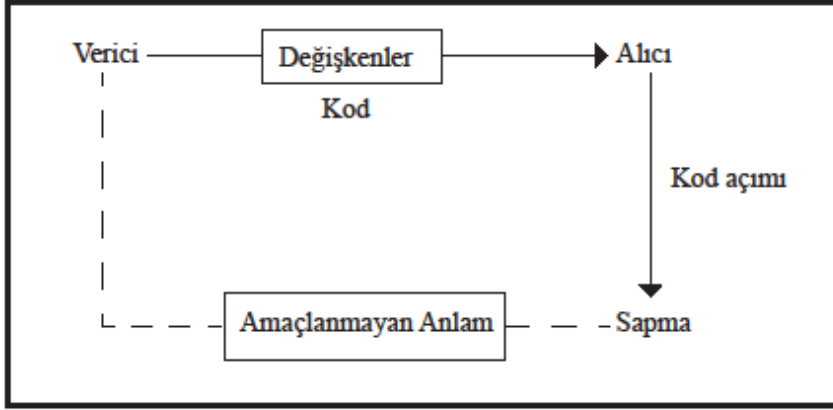 Verici
Değişkenler
Alıcı
Kod
Kod açımı
Amaçlanmayan Anlam
Sapma